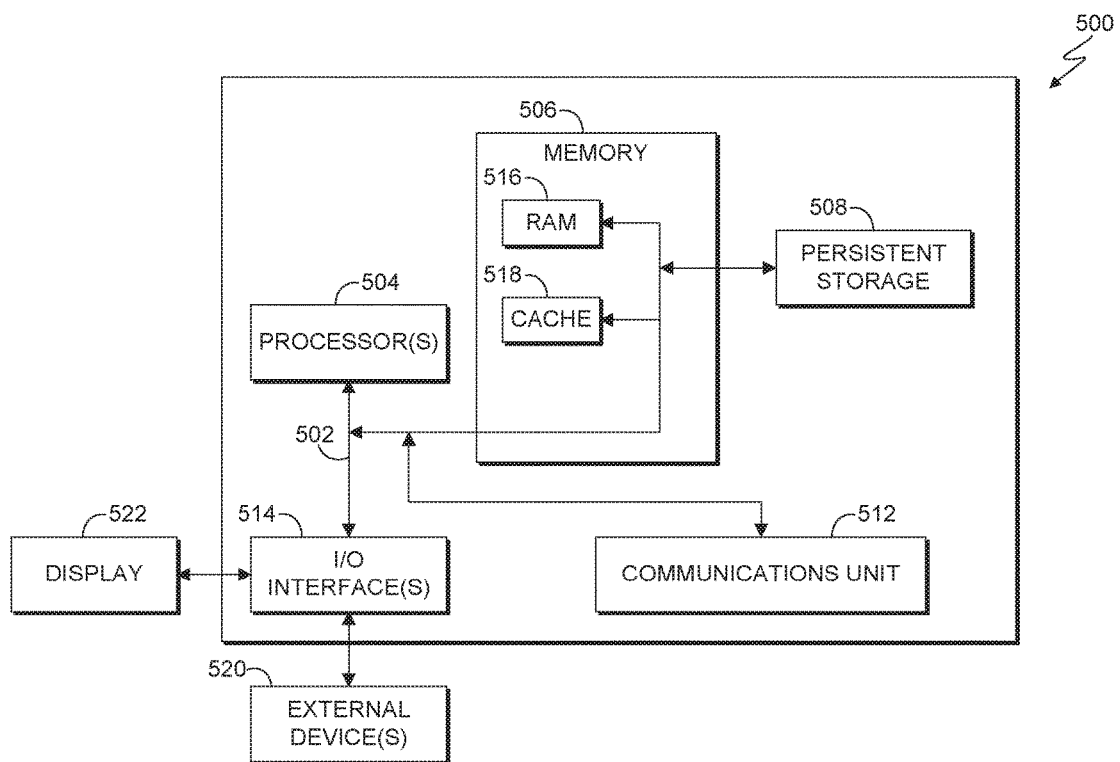 500
506
MEMORY
516
RAM
508
PERSISTENT
STORAGE
518
CACHE
504
PROCESSOR(S)
502
522
DISPLAY
514
I/O
INTERFACE(S)
512
COMMUNICATIONS UNIT
520
EXTERNAL
DEVICE(S)